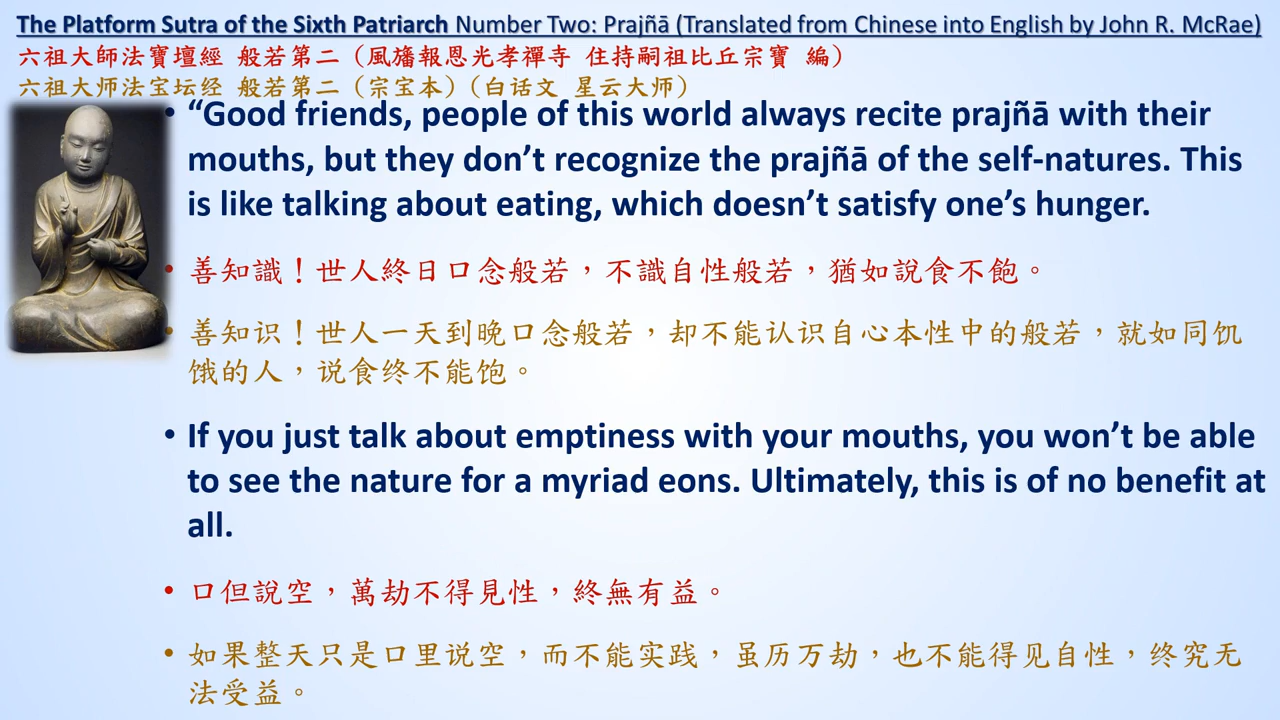 The Platform Sutra of the Sixth Patriarch Number Two: Prajñā (Translated from Chinese into English by John R. McRae)
六祖大師法寶壇經 般若第二（風旛報恩光孝禪寺 住持嗣祖比丘宗寶 編）
六祖大师法宝坛经 般若第二（宗宝本）（白话文 星云大师）
• “Good friends, people of this world always recite prajñā with their
mouths, but they don’t recognize the prajñā of the self-natures. This
is like talking about eating, which doesn’t satisfy one’s hunger.
• 善知識！世人終日口念般若，不識自性般若，猶如說食不飽。
• 善知识！世人一天到晚口念般若，却不能认识自心本性中的般若，就如同饥
饿的人，说食终不能饱。
• If you just talk about emptiness with your mouths, you won’t be able
to see the nature for a myriad eons. Ultimately, this is of no benefit at
all.
• 口但說空，萬劫不得見性，終無有益。
• 如果整天只是口里说空，而不能实践，虽历万劫，也不能得见自性，终究无
法受益。